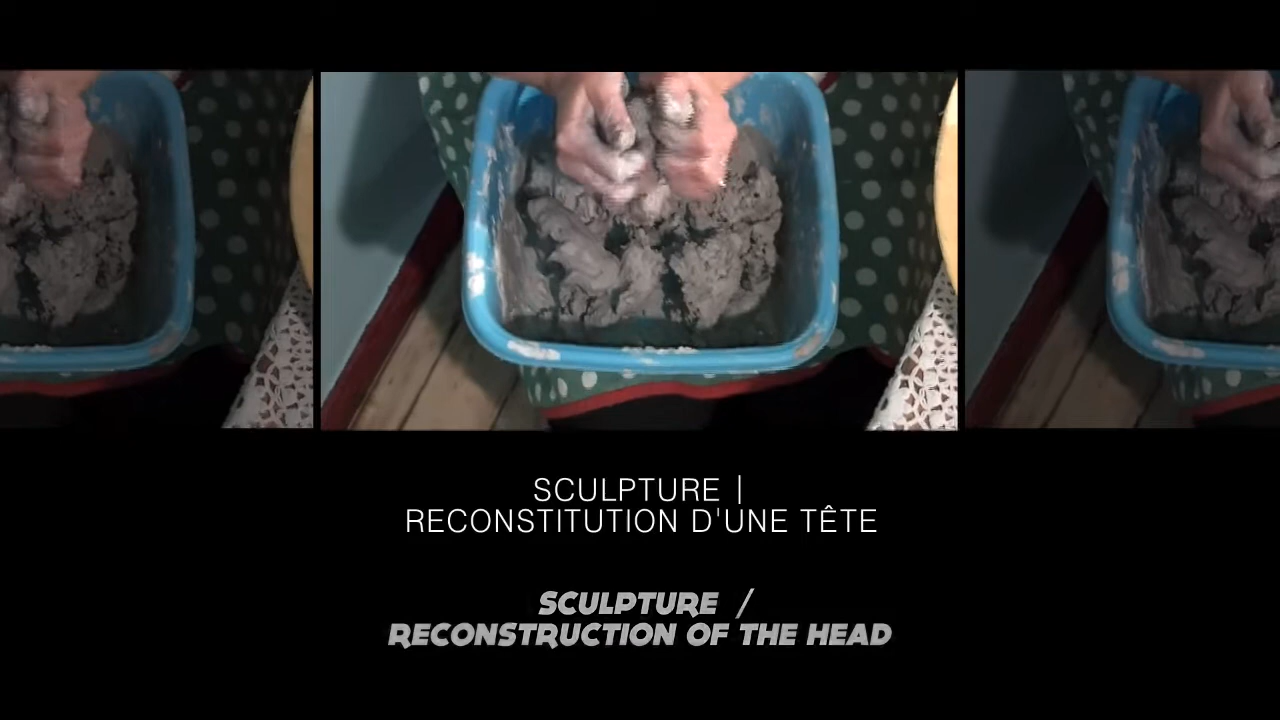 SCULPTURE |
RECONSTITUTION D'UNE TÊTE
SCULPTURE /
RECONSTRUCTION OF THE HEAD